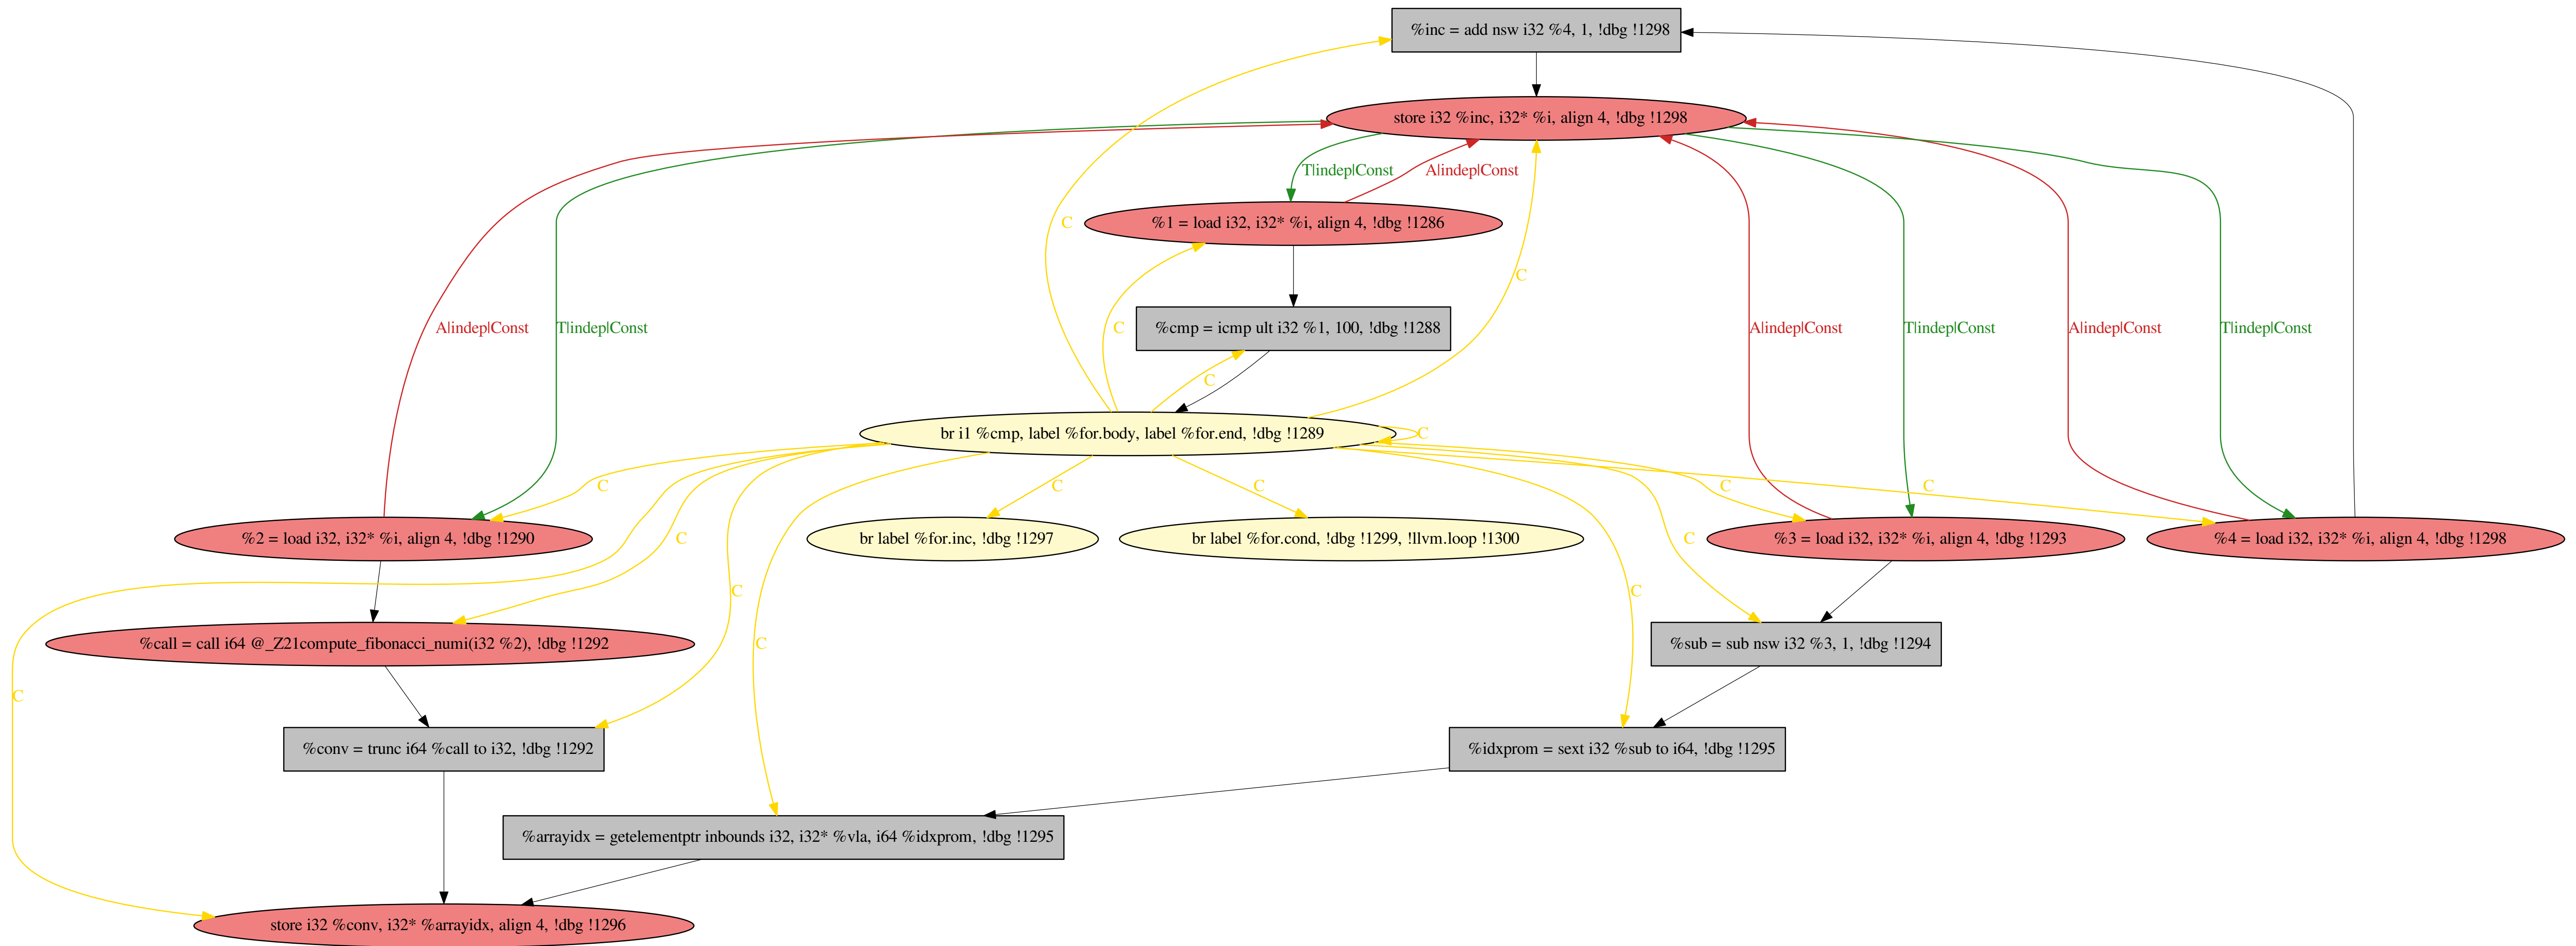 %inc = add nsw i32 %4, 1, !dbg !1298
store i32 %inc, i32* %i, align 4, !dbg !1298
T|indep|Const
A|indep|Const
C
%1 = load i32, i32* %i, align 4, !dbg !1286
C
A|indep|Const
T|indep|Const
C
%cmp = icmp ult i32 %1, 100, !dbg !1288
A|indep|Const
T|indep|Const
A|indep|Const
T|indep|Const
C
br i1 %cmp, label %for.body, label %for.end, !dbg !1289
C
C
C
C
C
C
%2 = load i32, i32* %i, align 4, !dbg !1290
C
br label %for.inc, !dbg !1297
br label %for.cond, !dbg !1299, !llvm.loop !1300
C
%3 = load i32, i32* %i, align 4, !dbg !1293
%4 = load i32, i32* %i, align 4, !dbg !1298
C
C
C
%call = call i64 @_Z21compute_fibonacci_numi(i32 %2), !dbg !1292
C
%sub = sub nsw i32 %3, 1, !dbg !1294
C
%conv = trunc i64 %call to i32, !dbg !1292
%idxprom = sext i32 %sub to i64, !dbg !1295
%arrayidx = getelementptr inbounds i32, i32* %vla, i64 %idxprom, !dbg !1295
store i32 %conv, i32* %arrayidx, align 4, !dbg !1296